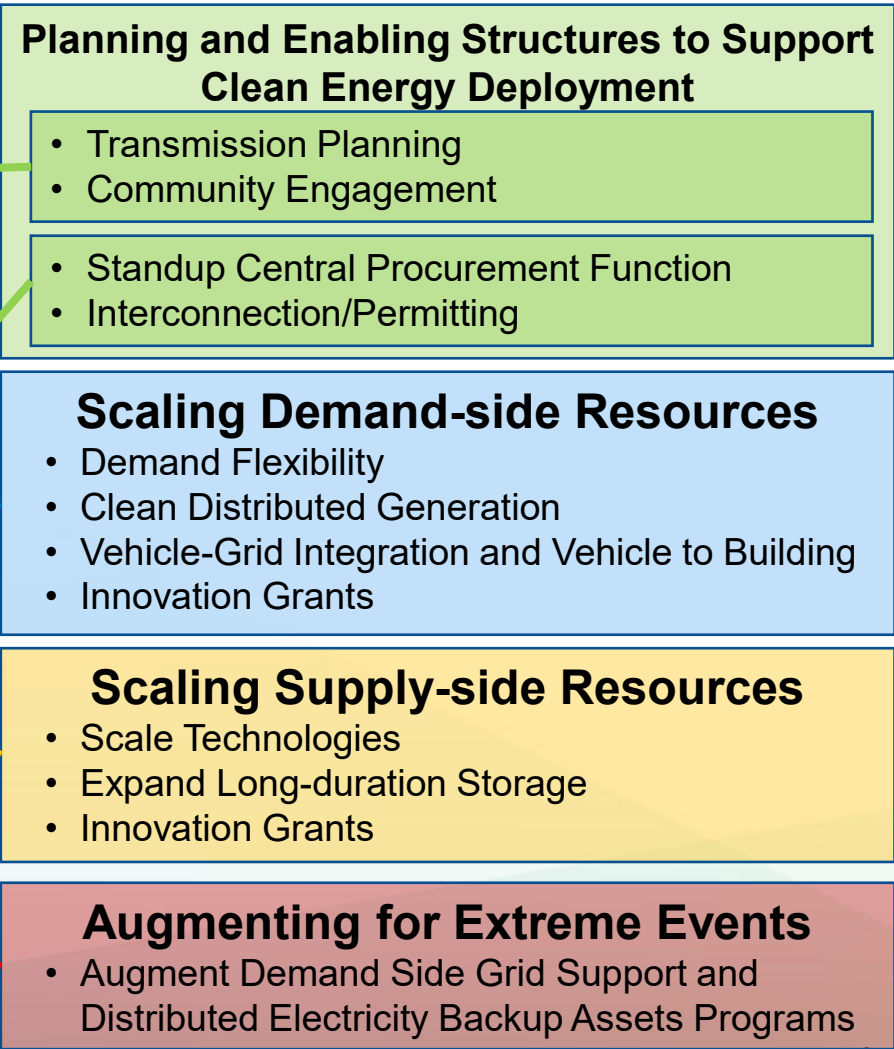 Planning and Enabling Structures to Support
Clean Energy Deployment
• Transmission Planning
• Community Engagement
• Standup Central Procurement Function
• Interconnection/Permitting
Scaling Demand-side Resources
• Demand Flexibility
• Clean Distributed Generation
• Vehicle-Grid Integration and Vehicle to Building
• Innovation Grants
Scaling Supply-side Resources
• Scale Technologies
• Expand Long-duration Storage
• Innovation Grants
Augmenting for Extreme Events
• Augment Demand Side Grid Support and
Distributed Electricity Backup Assets Programs